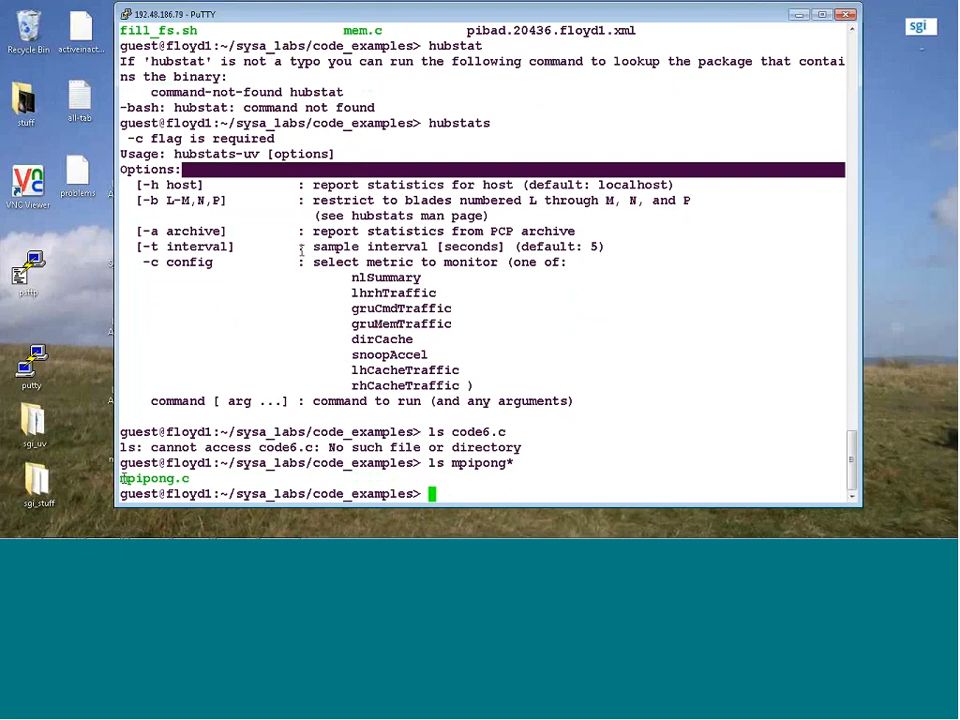 192.48.186.79 - PuTTY
fill_fs.sh mem.c pibad.20436.floyd1.xml
guest@floyd1:~/sysa_labs/code_examples> hubstat
If 'hubstat' is not a typo you can run the following command to lookup the package that contai
ns the binary:
command-not-found hubstat
-bash: hubstat: command not found
guest@floyd1:~/sysa_labs/code_examples> hubstats
-c flag is required
Usage: hubstats-uv [options]
Options:
[-h host] : report statistics for host (default: localhost)
[-b L-M,N,P] : restrict to blades numbered L through M, N, and P
(see hubstats man page)
[-a archive] : report statistics from PCP archive
[-t interval] : sample interval [seconds] (default: 5)
-c config : select metric to monitor (one of:
nlSummary
lhrhTraffic
gruCmdTraffic
gruMemTraffic
dirCache
snoopAccel
lhCacheTraffic
rhCacheTraffic )
command [ arg ...] : command to run (and any arguments)
guest@floyd1:~/sysa_labs/code_examples> ls code6.c
ls: cannot access code6.c: No such file or directory
guest@floyd1:~/sysa_labs/code_examples> ls mpipong*
mpipong.c
guest@floyd1:~/sysa_labs/code_examples>
Recycle Bin
activeinact...
stuff
all-tab
VNC Viewer
problems
psftp
putty
sgi_uv
sgi_stuff
sgi